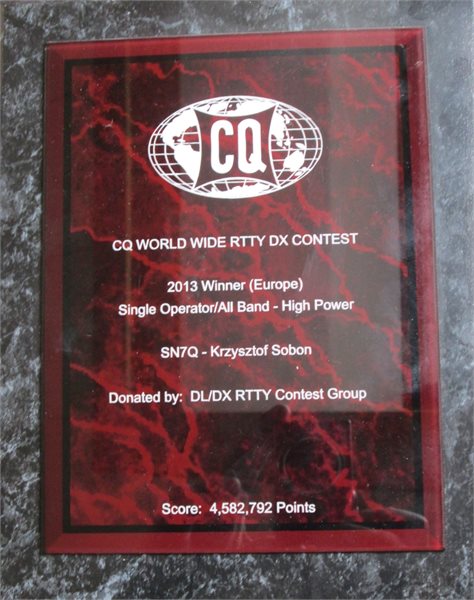 CQ
CQ WORLD WIDE RTTY DX CONTEST
2013 Winner (Europe)
Single Operator/All Band - High Power
SN7Q - Krzysztof Sobon
Donated by:  DL/DX RTTY Contest Group
Score:  4,582,792 Points